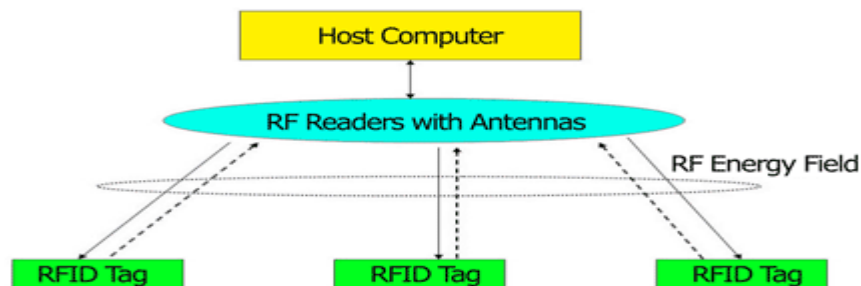 Host Computer
RF Readers with Antennas
RF Energy Field
RFID Tag
RFID Tag
RFID Tag